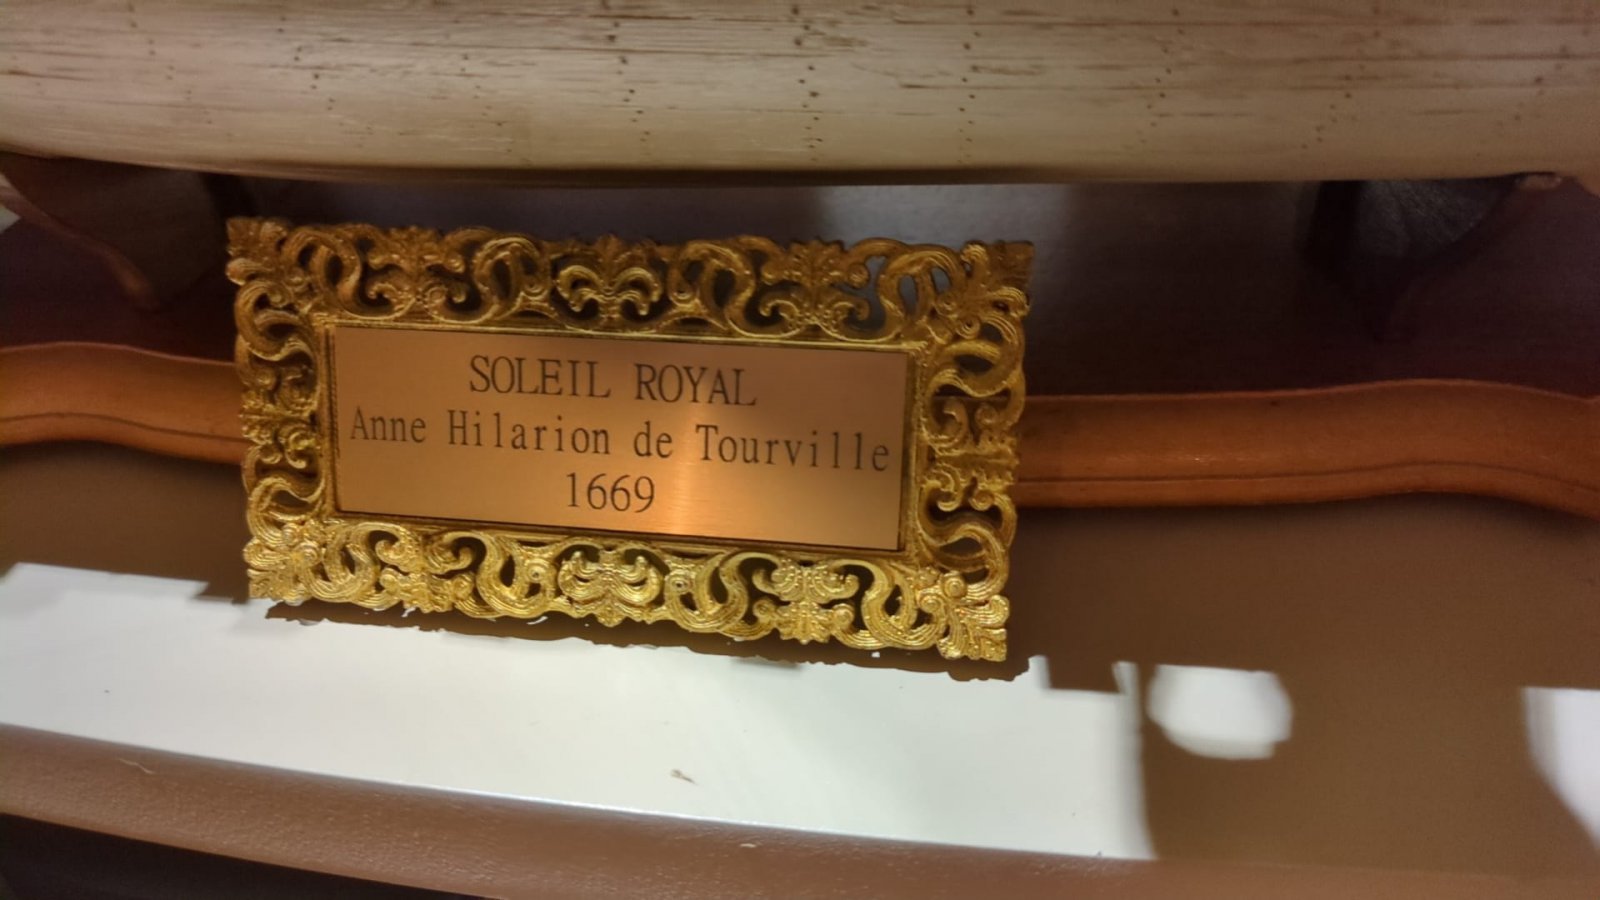 SOLEIL ROYAL
Anne Hilarion de Tourville
1669